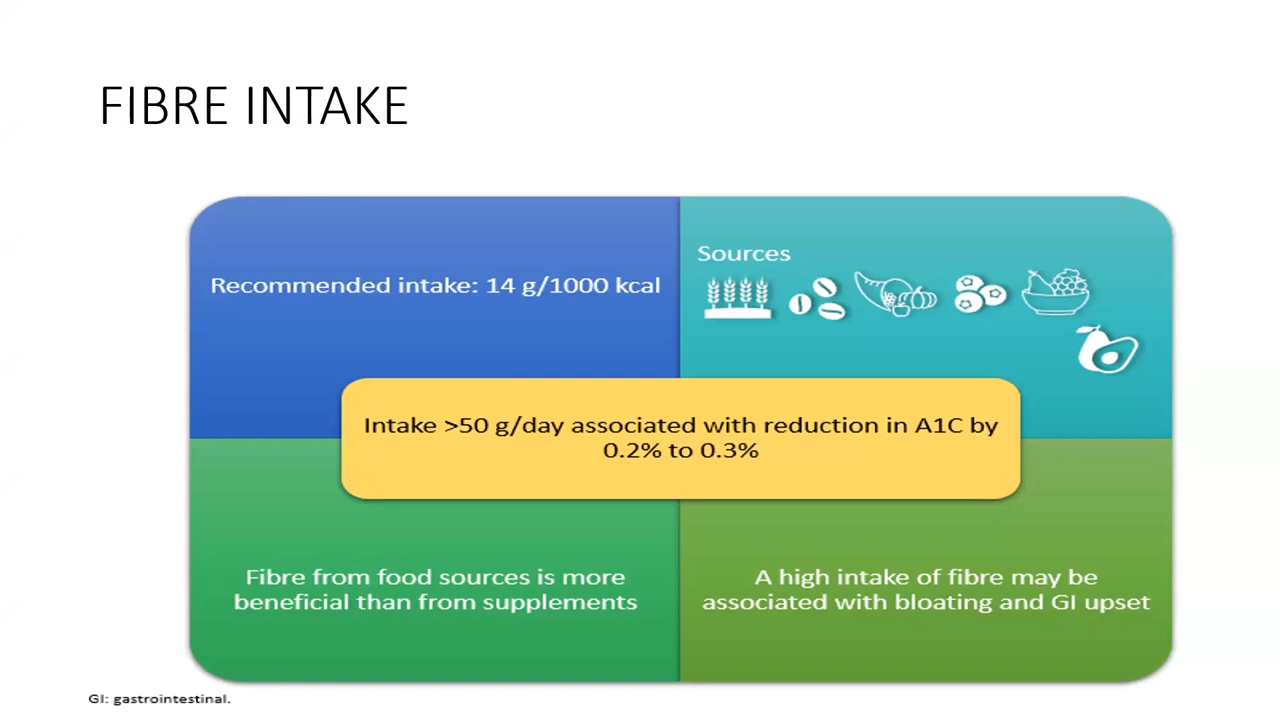 FIBRE INTAKE
Recommended intake: 14 g/1000 kcal
Sources
Intake >50 g/day associated with reduction in A1C by
0.2% to 0.3%
Fibre from food sources is more
beneficial than from supplements
A high intake of fibre may be
associated with bloating and GI upset
GI: gastrointestinal.